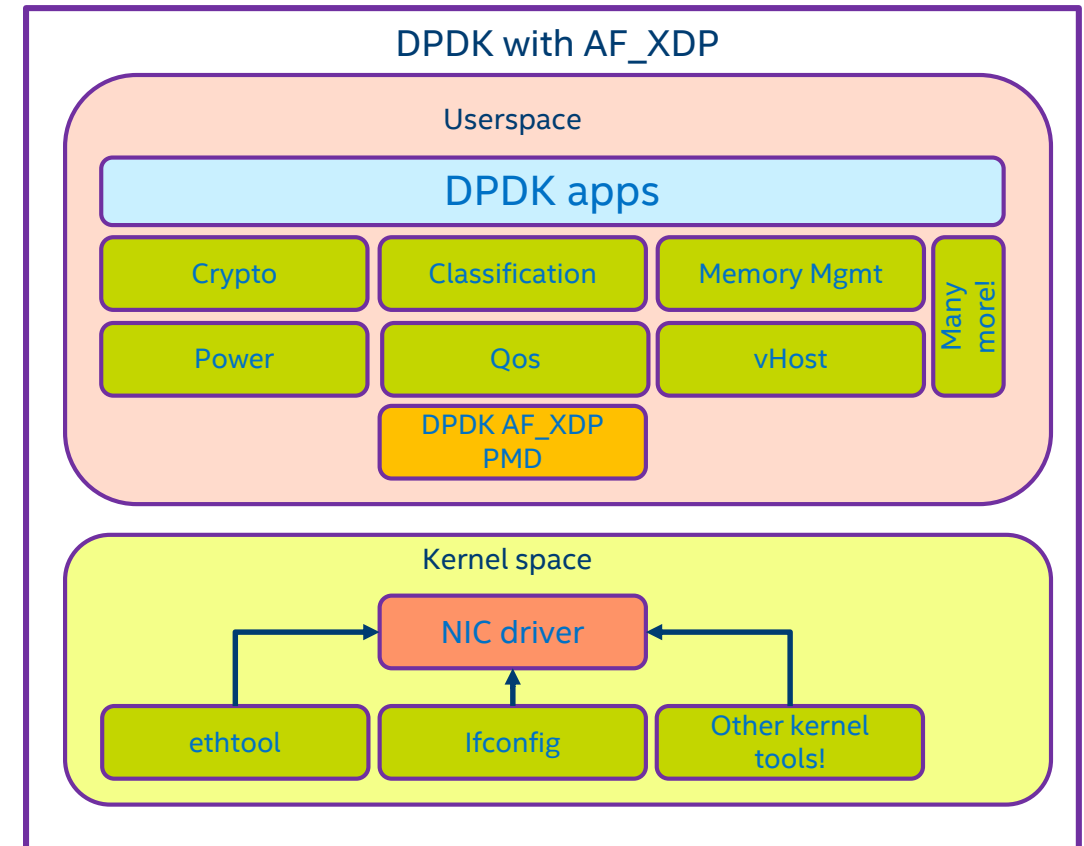 DPDK with AF_XDP
Userspace
DPDK apps
Crypto
Classification
Memory Mgmt
Many
more!
Power
Qos
vHost
DPDK AF_XDP
PMD
Kernel space
NIC driver
ethtool
Ifconfig
Other kernel
tools!